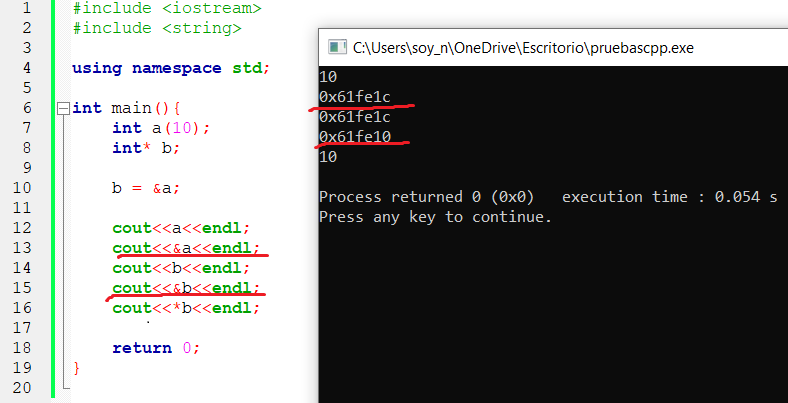 1 #include <iostream>
2 #include <string>
3
4 using namespace std;
5
6 int main(){
7 int a(10);
8 int* b;
9
10 b = &a;
11
12 cout<<a<<endl;
13 cout<<&a<<endl;
14 cout<<b<<endl;
15 cout<<&b<<endl;
16 cout<<*b<<endl;
17
18 return 0;
19 }
20
C:\Users\soy_n\OneDrive\Escritorio\pruebascpp.exe
10
0x61fe1c
0x61fe1c
0x61fe10
10
Process returned 0 (0x0)   execution time : 0.054 s
Press any key to continue.